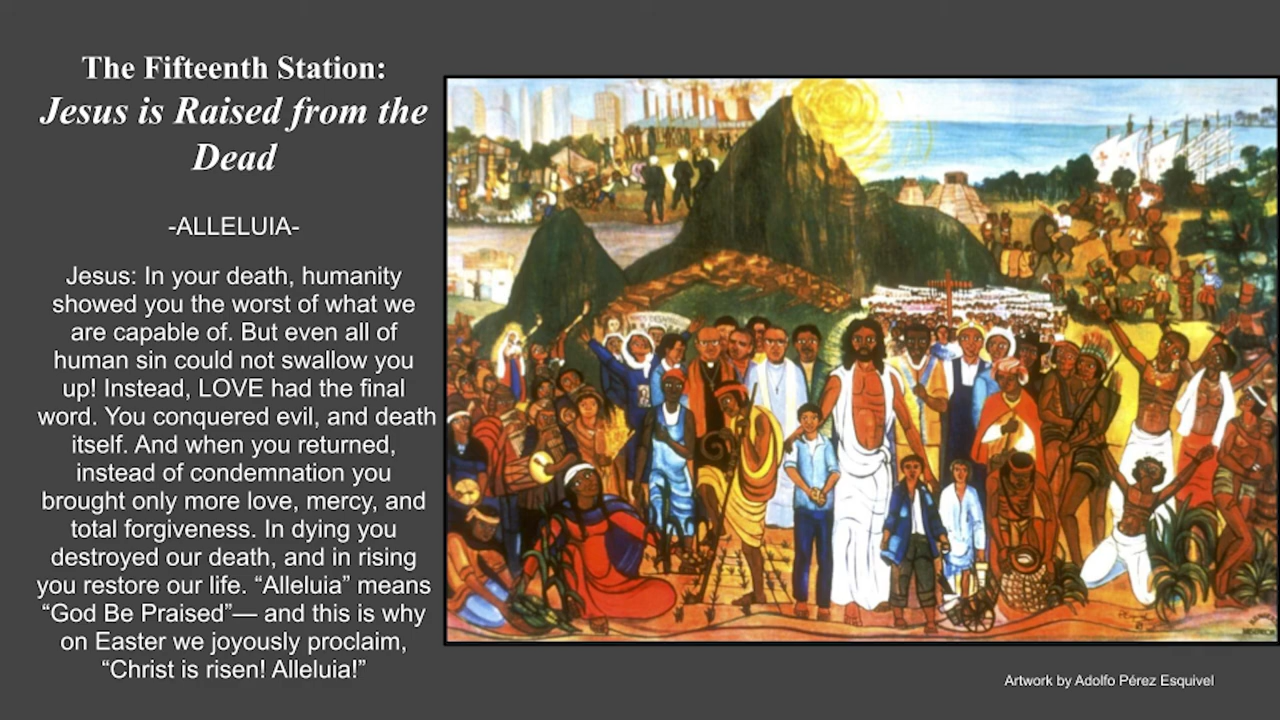 The Fifteenth Station:
Jesus is Raised from the
Dead
-ALLELUIA-
Jesus: In your death, humanity
showed you the worst of what we
are capable of. But even all of
human sin could not swallow you
up! Instead, LOVE had the final
word. You conquered evil, and death
itself. And when you returned,
instead of condemnation you
brought only more love, mercy, and
total forgiveness. In dying you
destroyed our death, and in rising
you restore our life. “Alleluia” means
“God Be Praised”— and this is why
on Easter we joyously proclaim,
“Christ is risen! Alleluia!”
Artwork by Adolfo Pérez Esquivel